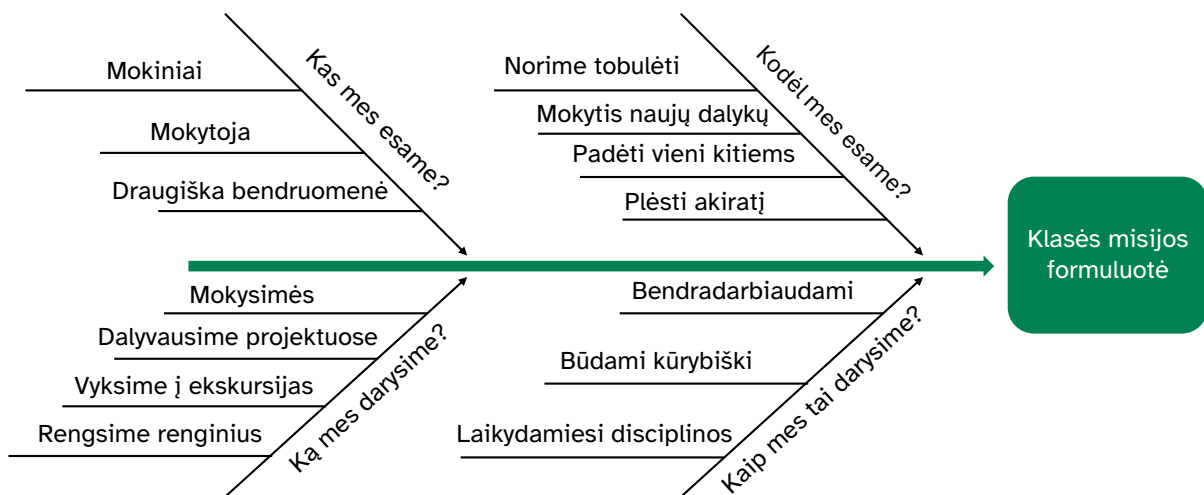 Kas mes esame?
Mokiniai
Mokytoja
Draugiška bendruomenė
Kodėl mes esame?
Norime tobulėti
Mokytis naujų dalykų
Padėti vieni kitiems
Plėsti akiratį
Ką mes darysime?
Mokysimės
Dalyvausime projektuose
Vyksime į ekskursijas
Rengsime renginius
Kaip mes tai darysime?
Bendradarbiaudami
Būdami kūrybiški
Laikydamiesi disciplinos
Klasės misijos
formuluotė